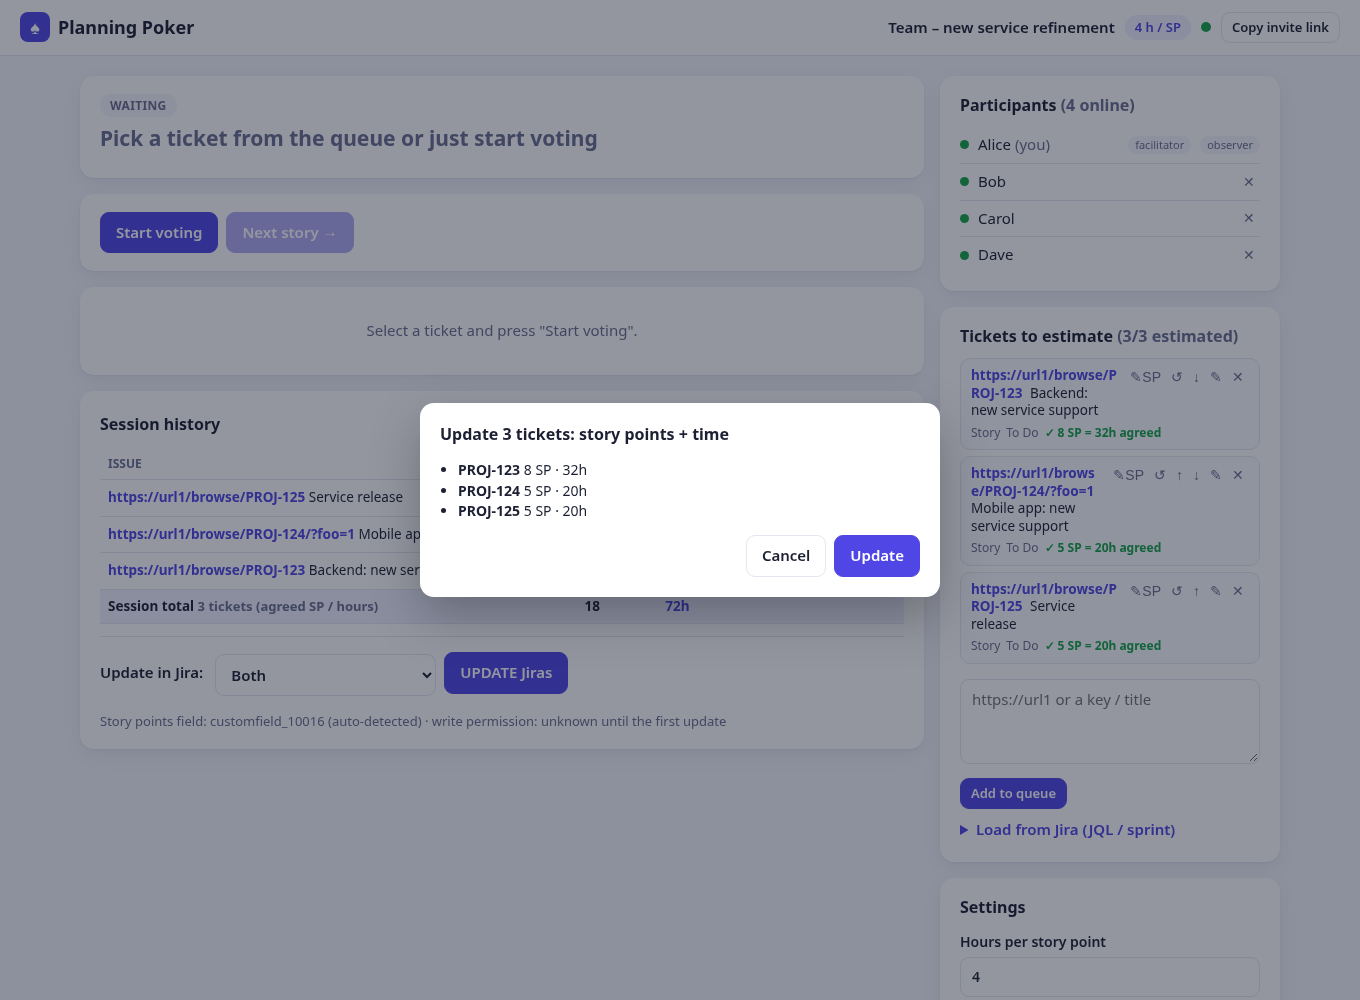 ♠ Planning Poker
Team – new service refinement 4 h / SP Copy invite link
WAITING
Pick a ticket from the queue or just start voting
Start voting Next story →
Select a ticket and press "Start voting".
Session history
ISSUE
https://url1/browse/PROJ-125 Service release
https://url1/browse/PROJ-124/?foo=1 Mobile ap
https://url1/browse/PROJ-123 Backend: new ser
Session total 3 tickets (agreed SP / hours) 18 72h
Update in Jira: Both UPDATE Jiras
Story points field: customfield_10016 (auto-detected) · write permission: unknown until the first update
Update 3 tickets: story points + time
• PROJ-123 8 SP · 32h
• PROJ-124 5 SP · 20h
• PROJ-125 5 SP · 20h
Cancel Update
Participants (4 online)
Alice (you) facilitator observer
Bob ✕
Carol ✕
Dave ✕
Tickets to estimate (3/3 estimated)
https://url1/browse/P ✎SP ↺ ↓ ✎ ✕
ROJ-123 Backend:
new service support
Story To Do ✓ 8 SP = 32h agreed
https://url1/brows ✎SP ↺ ↑ ↓ ✎ ✕
e/PROJ-124/?foo=1
Mobile app: new
service support
Story To Do ✓ 5 SP = 20h agreed
https://url1/browse/P ✎SP ↺ ↑ ✎ ✕
ROJ-125 Service
release
Story To Do ✓ 5 SP = 20h agreed
https://url1 or a key / title
Add to queue
▶ Load from Jira (JQL / sprint)
Settings
Hours per story point
4